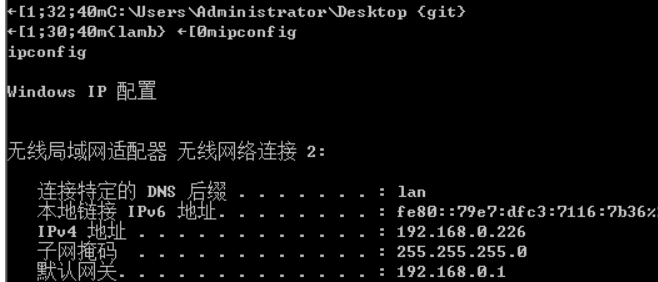 ←[1;32;40mC:\Users\Administrator\Desktop {git}
←[1;30;40m{lamb} ←[0mipconfig
ipconfig
Windows IP 配置
无线局域网适配器 无线网络连接 2:
连接特定的 DNS 后缀 . . . . . . . : lan
本地链接 IPv6 地址. . . . . . . . : fe80::79e7:dfc3:7116:7b36%
IPv4 地址 . . . . . . . . . . . . : 192.168.0.226
子网掩码 . . . . . . . . . . . . : 255.255.255.0
默认网关. . . . . . . . . . . . . : 192.168.0.1